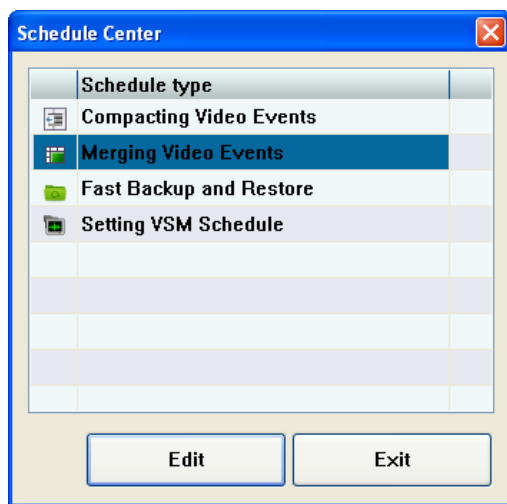 Schedule Center
Schedule type
Compacting Video Events
Merging Video Events
Fast Backup and Restore
Setting VSM Schedule
Edit Exit